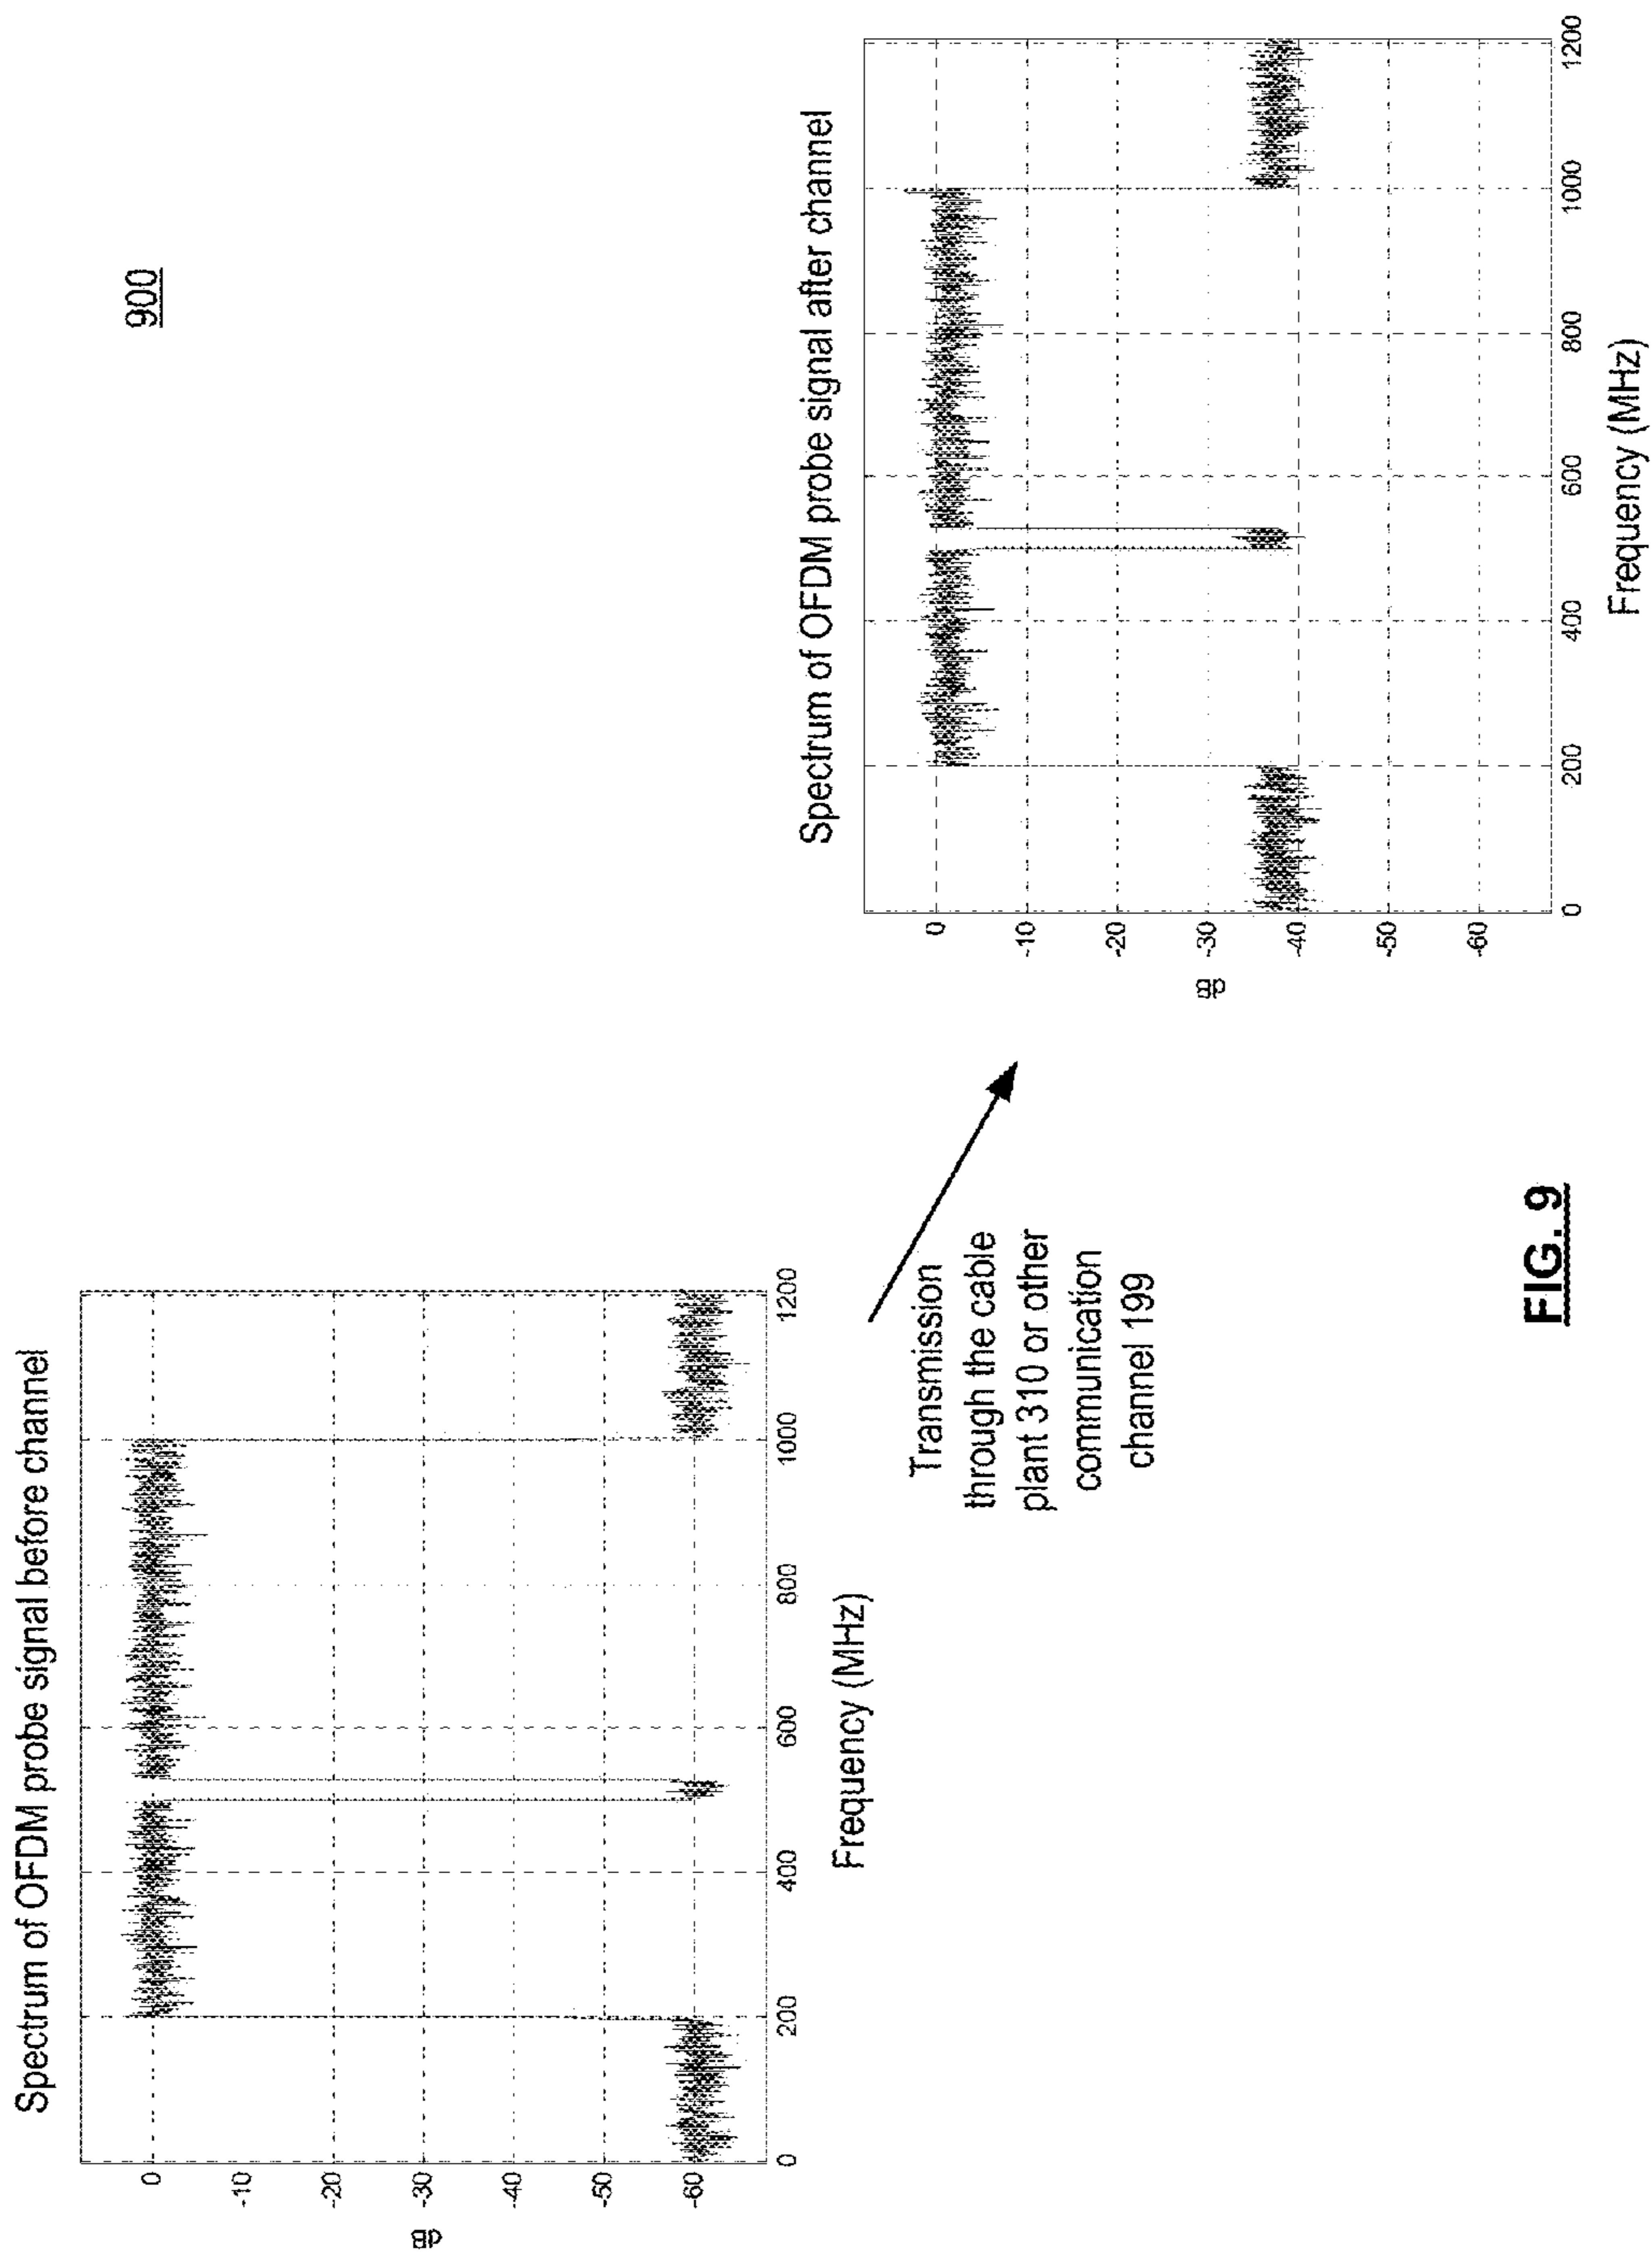 900
Spectrum of OFDM probe signal before channel
0
-10
-20
-30
-40
-50
-60
dB
0
200
400
600
800
1000
1200
Frequency (MHz)
Transmission
through the cable
plant 310 or other
communication
channel 199
Spectrum of OFDM probe signal after channel
0
-10
-20
-30
-40
-50
-60
dB
0
200
400
600
800
1000
1200
Frequency (MHz)
FIG. 9